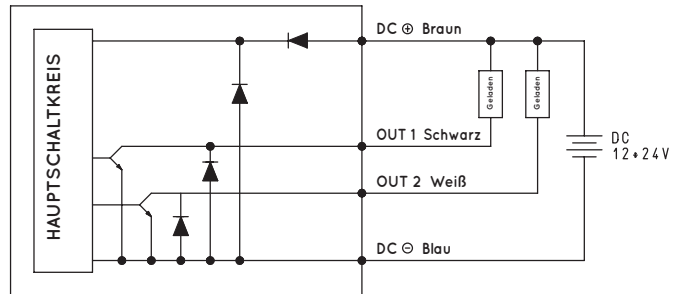 HAUPTSCHALTKREIS
DC ⊕ Braun
Geladen
Geladen
OUT 1 Schwarz
DC
12+24V
OUT 2 Weiß
DC ⊖ Blau